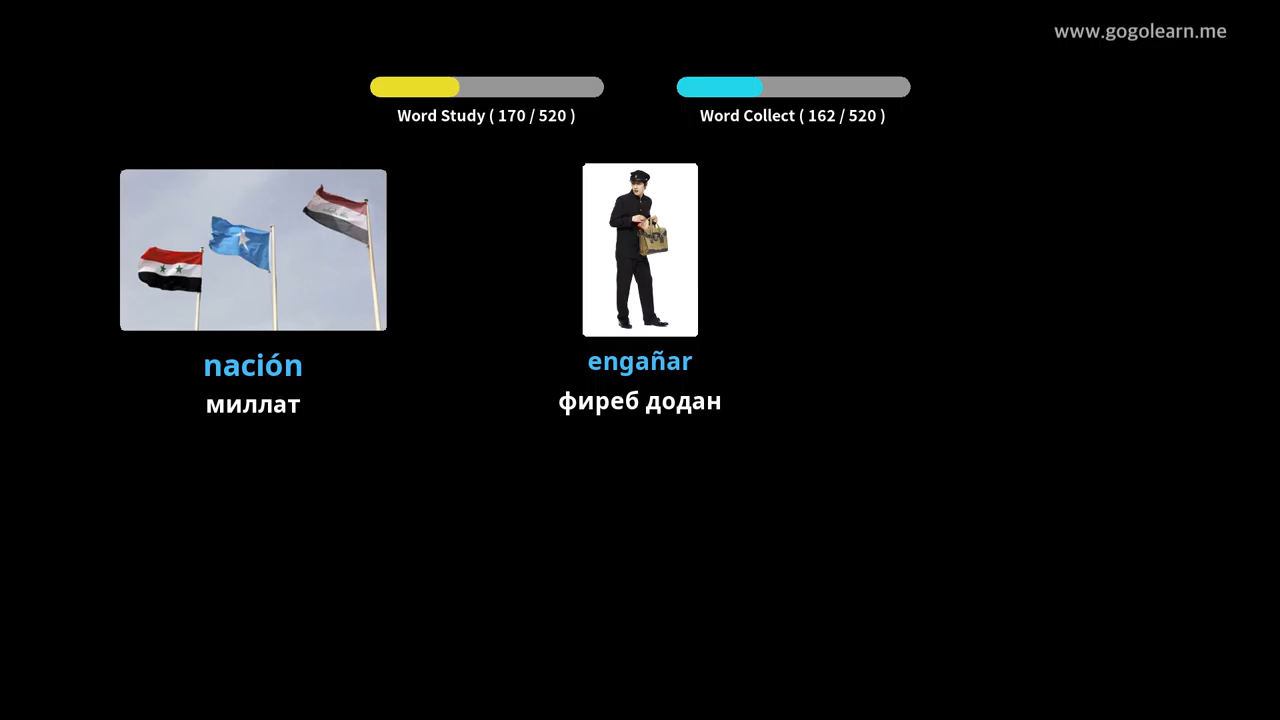 www.gogolearn.me
Word Study ( 170 / 520 )
Word Collect ( 162 / 520 )
nación
миллат
engañar
фиреб додан